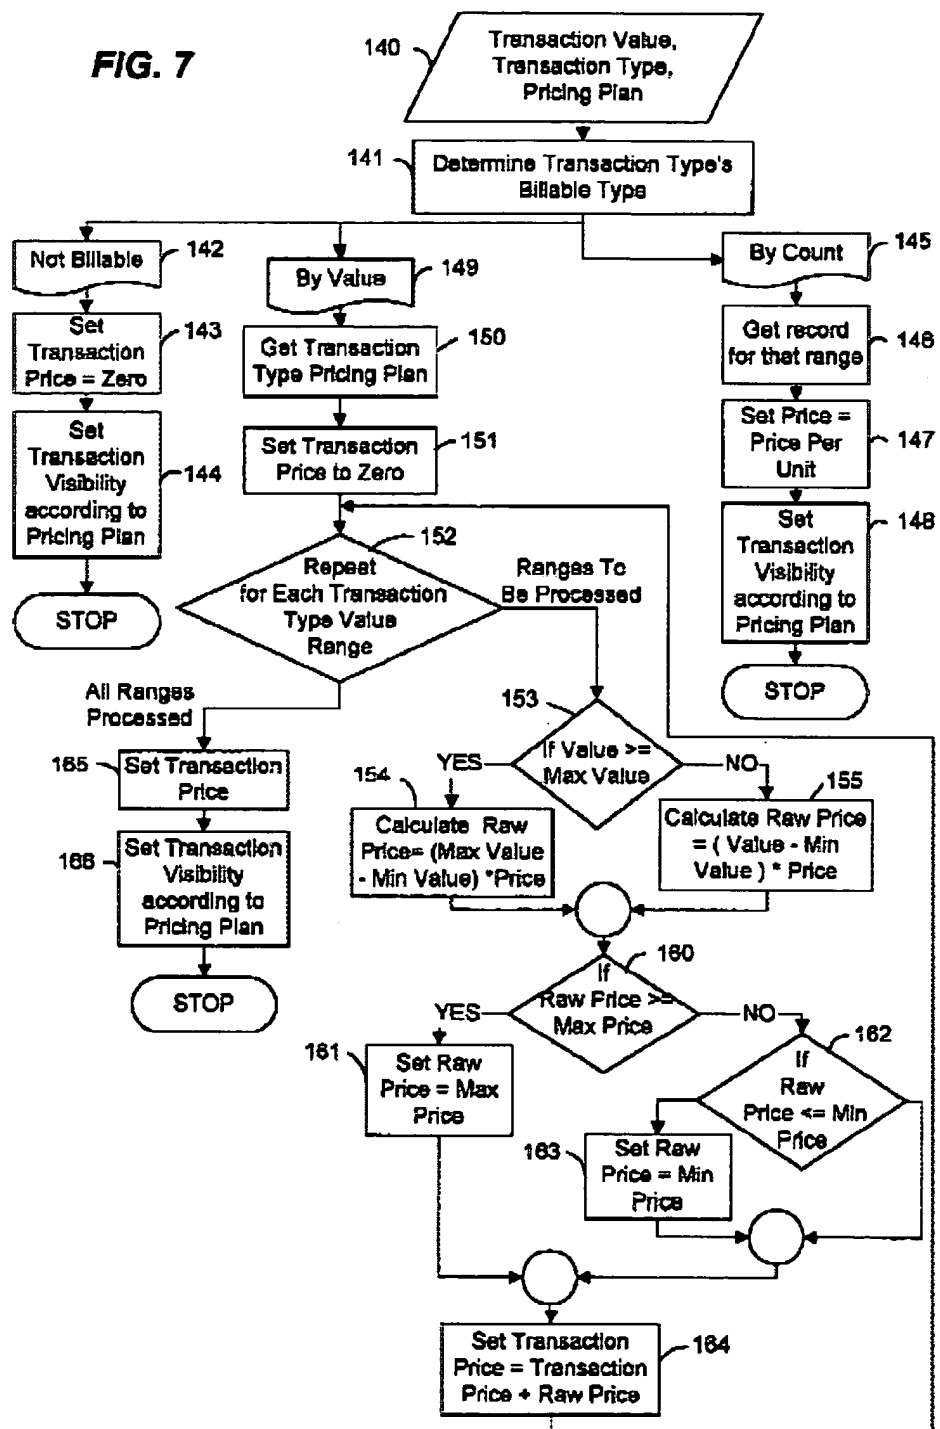 FIG. 7
140
Transaction Value,
Transaction Type,
Pricing Plan
141
Determine Transaction Type's
Billable Type
Not Billable
142
Set
Transaction
Price = Zero
143
Set
Transaction
Visibility
according to
Pricing Plan
144
STOP
By Value
149
Get Transaction
Type Pricing Plan
150
Set Transaction
Price to Zero
151
152
Repeat
for Each Transaction
Type Value
Range
Ranges To
Be Processed
By Count
145
Get record
for that range
146
Set Price =
Price Per
Unit
147
Set
Transaction
Visibility
according to
Pricing Plan
148
STOP
All Ranges
Processed
165
Set Transaction
Price
166
Set Transaction
Visibility
according to
Pricing Plan
STOP
153
If Value >=
Max Value
YES
NO
154
Calculate Raw
Price= (Max Value
- Min Value) *Price
155
Calculate Raw Price
= ( Value - Min
Value ) * Price
160
If
Raw Price >=
Max Price
YES
NO
161
Set Raw
Price = Max
Price
162
If
Raw
Price <= Min
Price
163
Set Raw
Price = Min
Price
Set Transaction
Price = Transaction
Price + Raw Price
164